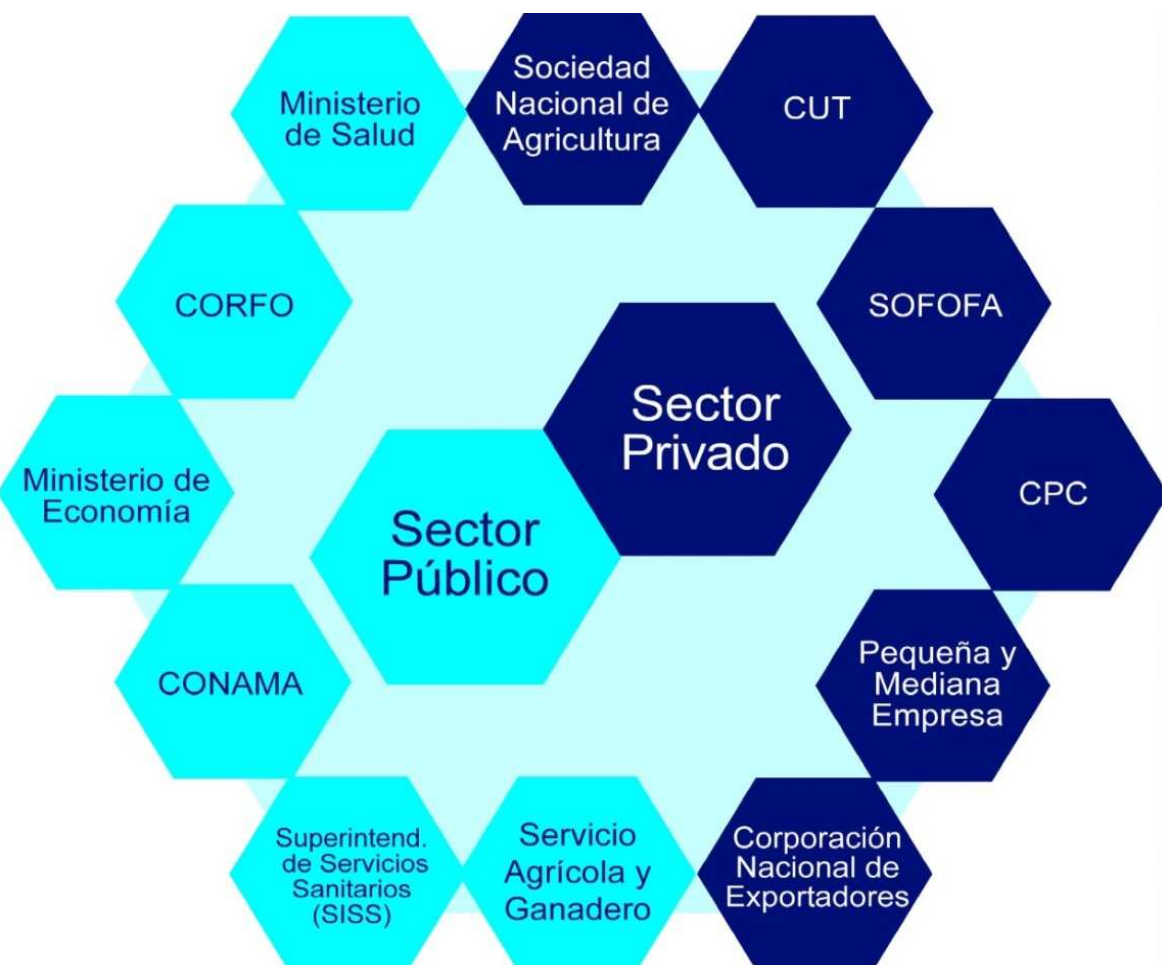 Ministerio
de Salud
Sociedad
Nacional de
Agricultura
CUT
CORFO
SOFOFA
Sector
Privado
Ministerio de
Economía
Sector
Público
CPC
CONAMA
Pequeña y
Mediana
Empresa
Superintend.
de Servicios
Sanitarios
(SISS)
Servicio
Agrícola y
Ganadero
Corporación
Nacional de
Exportadores